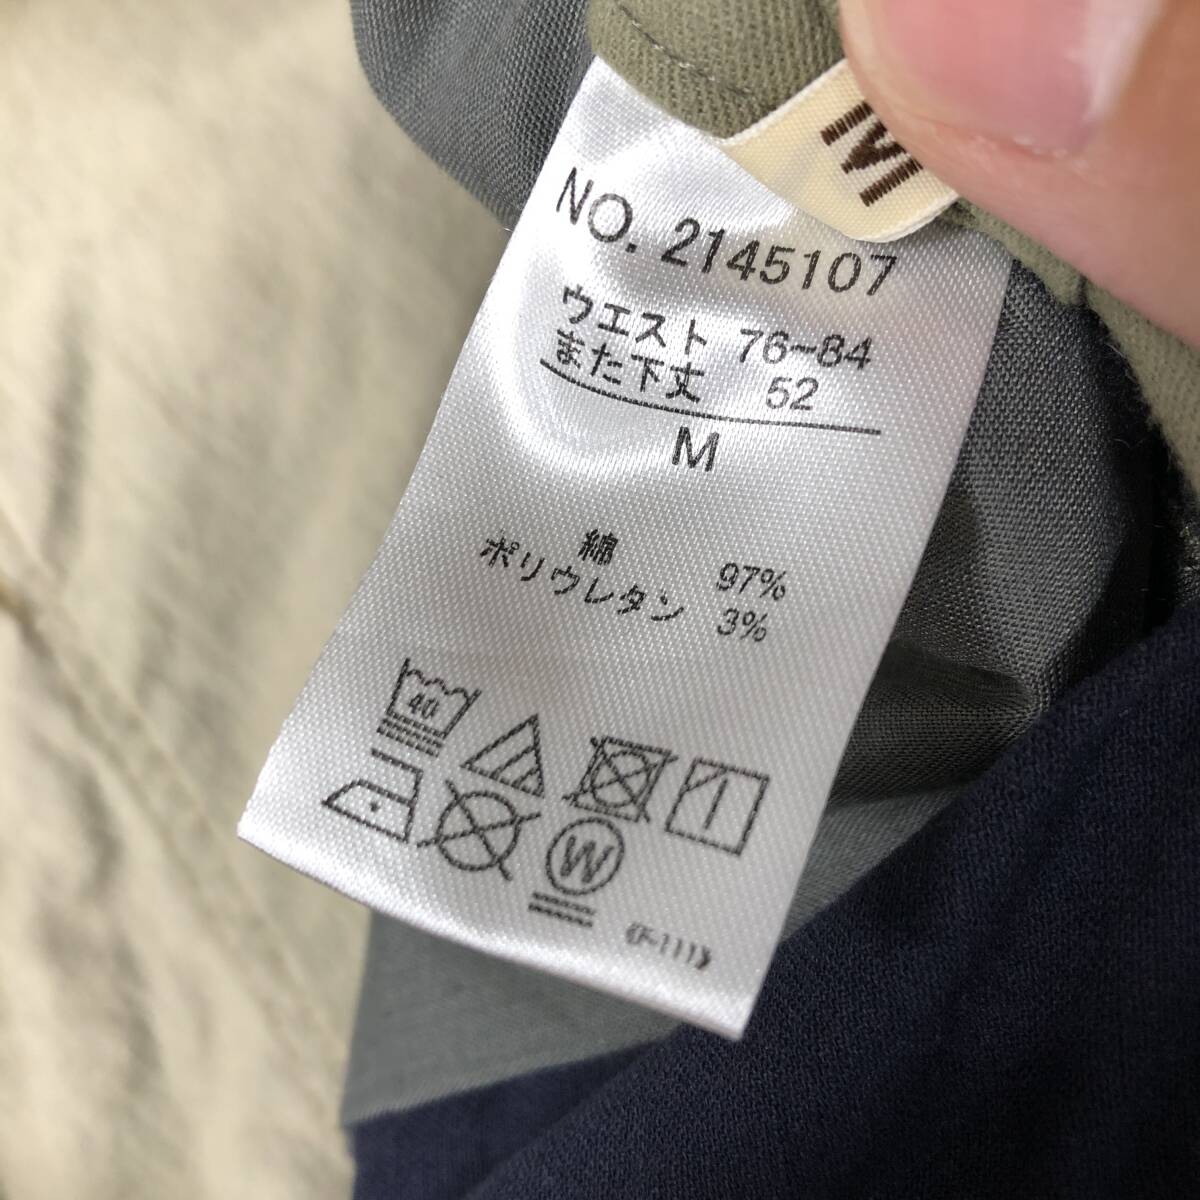 M
NO. 2145107
ウエスト 76~84
また下丈 52
M
綿 97%
ポリウレタン 3%
40
W
《F-111》